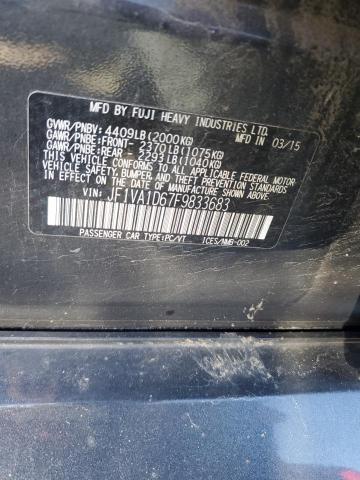 MFD BY FUJI HEAVY INDUSTRIES LTD.
GVWR/PNBV: 4409LB(2000KG) 03/15
GAWR/PNBE:FRONT- 2370LB(1075KG)
GAWR/PNBE:REAR - 2293LB(1040KG)
THIS VEHICLE CONFORMS TO ALL APPLICABLE FEDERAL MOTOR
VEHICLE SAFETY, BUMPER, AND THEFT PREVENTION STANDARDS
IN EFFECT ON THE DATE OF MANUFACTURE SHOWN ABOVE.
VIN: JF1VA1D67F9833683
PASSENGER CAR TYPE:PC/VT ICES/NMB-002